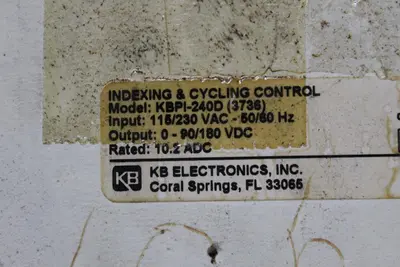 INDEXING & CYCLING CONTROL
Model: KBPI-240D (3736)
Input: 115/230 VAC - 50/60 Hz
Output: 0 - 90/180 VDC
Rated: 10.2 ADC
KB KB ELECTRONICS, INC.
Coral Springs, FL 33065